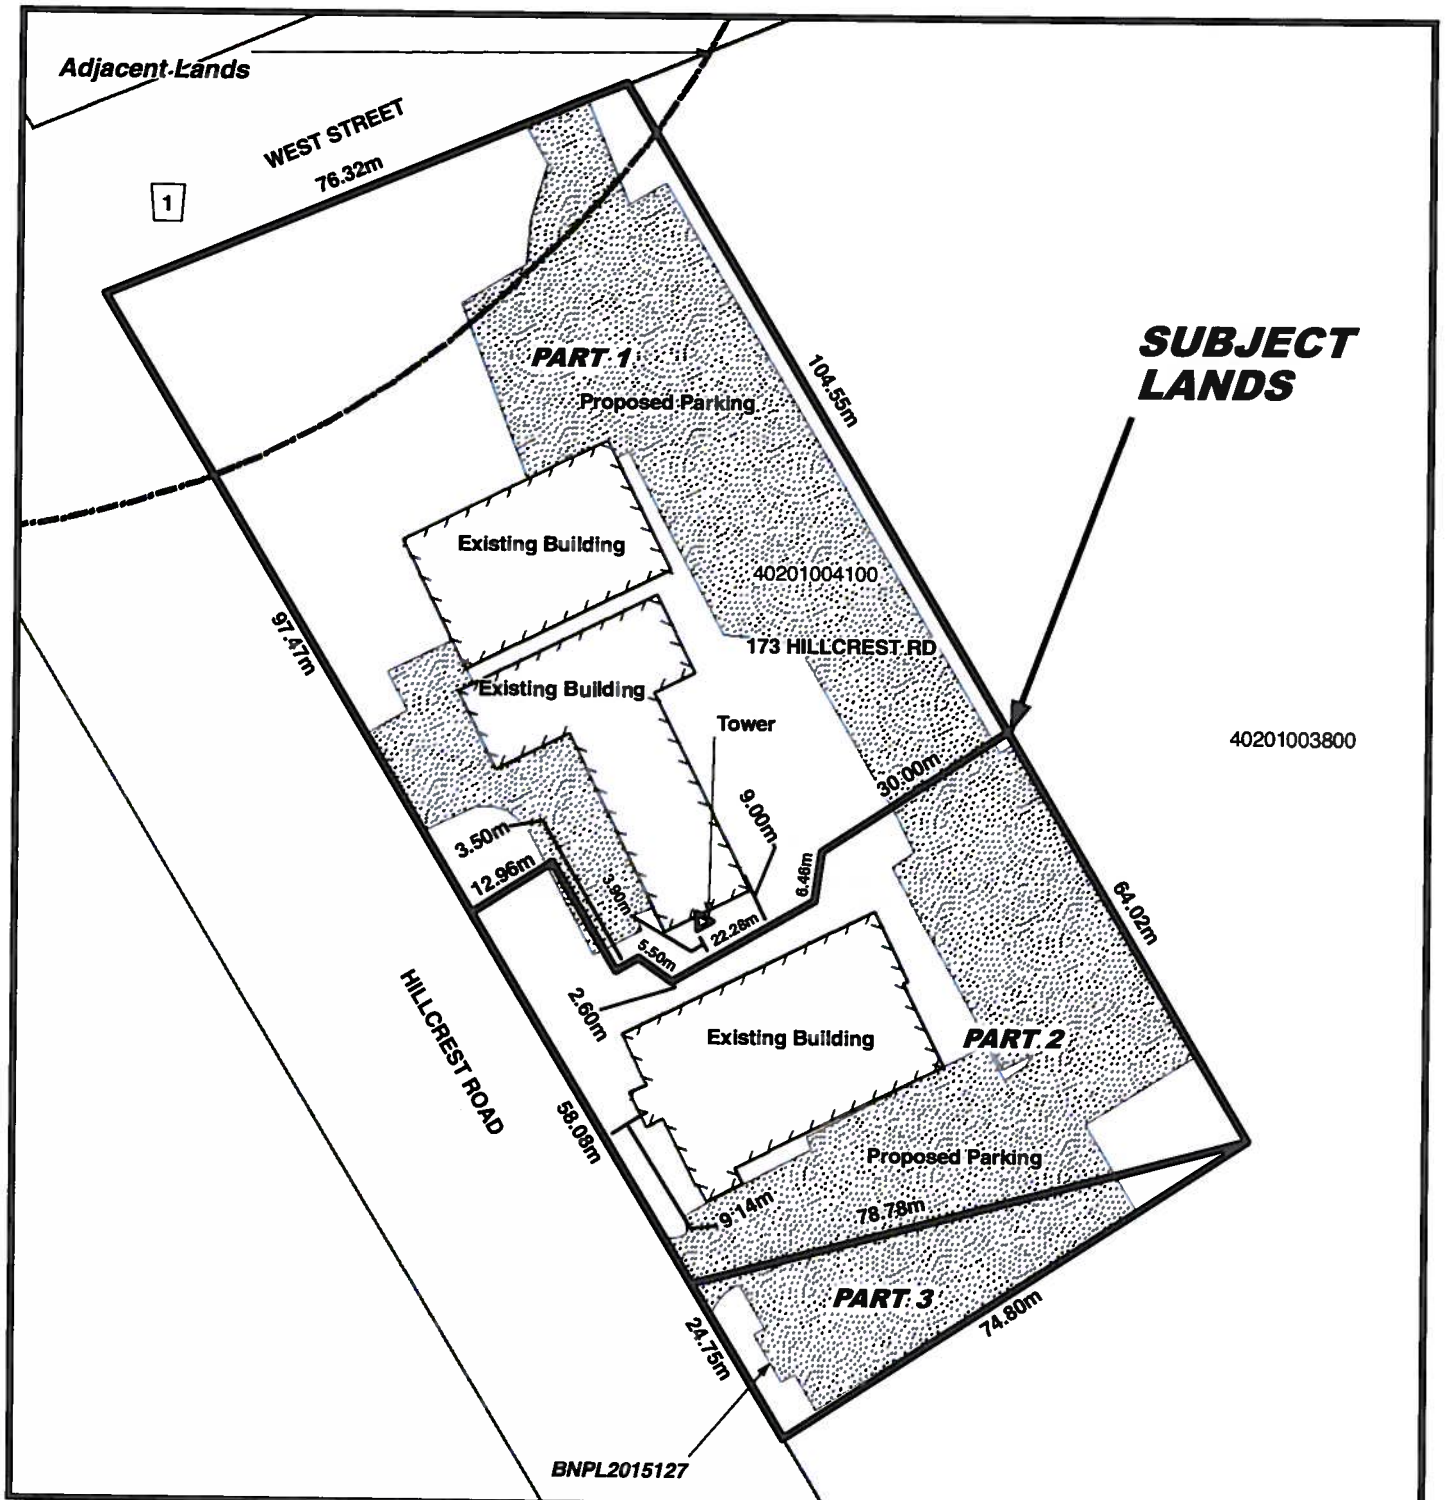 Adjacent Lands
WEST STREET
76.32m
1
SUBJECT
LANDS
PART 1
Proposed Parking
104.55m
Existing Building
40201004100
97.47m
173 HILLCREST RD
Existing Building
Tower
40201003800
30.00m
9.00m
3.50m
12.96m
6.46m
3.90m
22.26m
5.50m
64.02m
2.60m
HILLCREST ROAD
Existing Building
PART 2
58.08m
Proposed Parking
9.14m
78.78m
PART 3
24.75m
74.80m
BNPL2015127